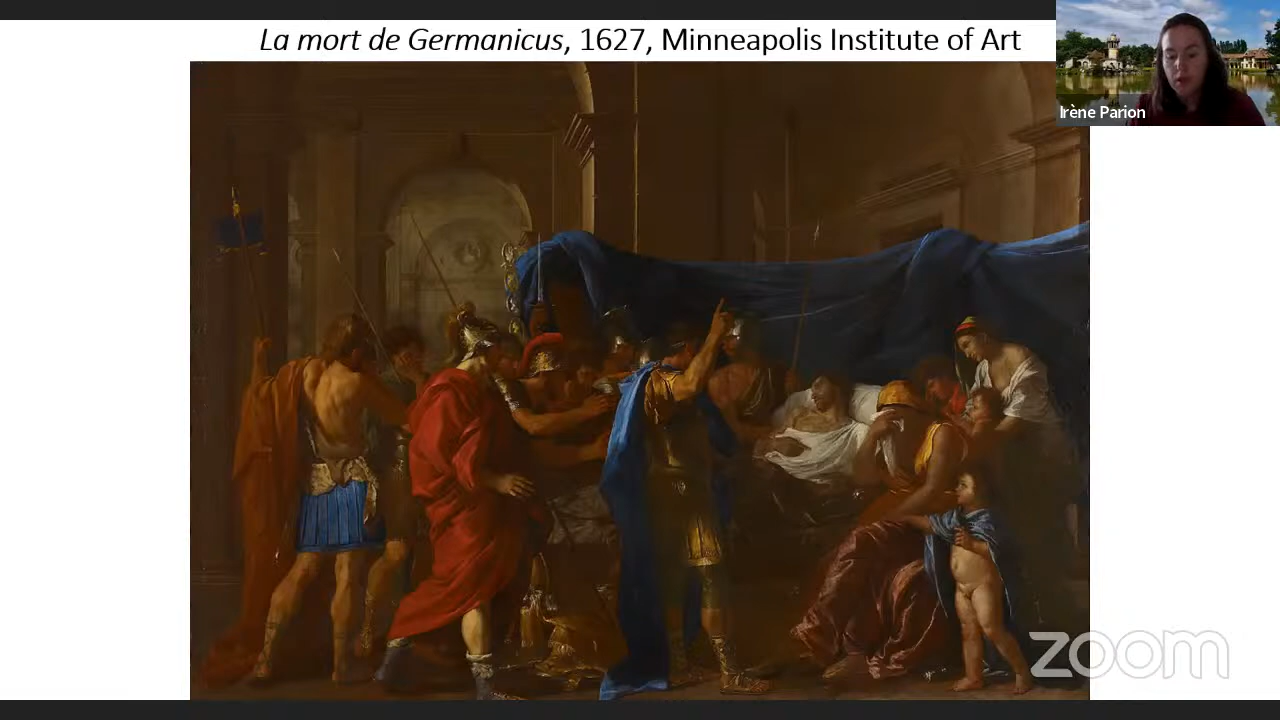 La mort de Germanicus, 1627, Minneapolis Institute of Art
Irène Parion
zoom